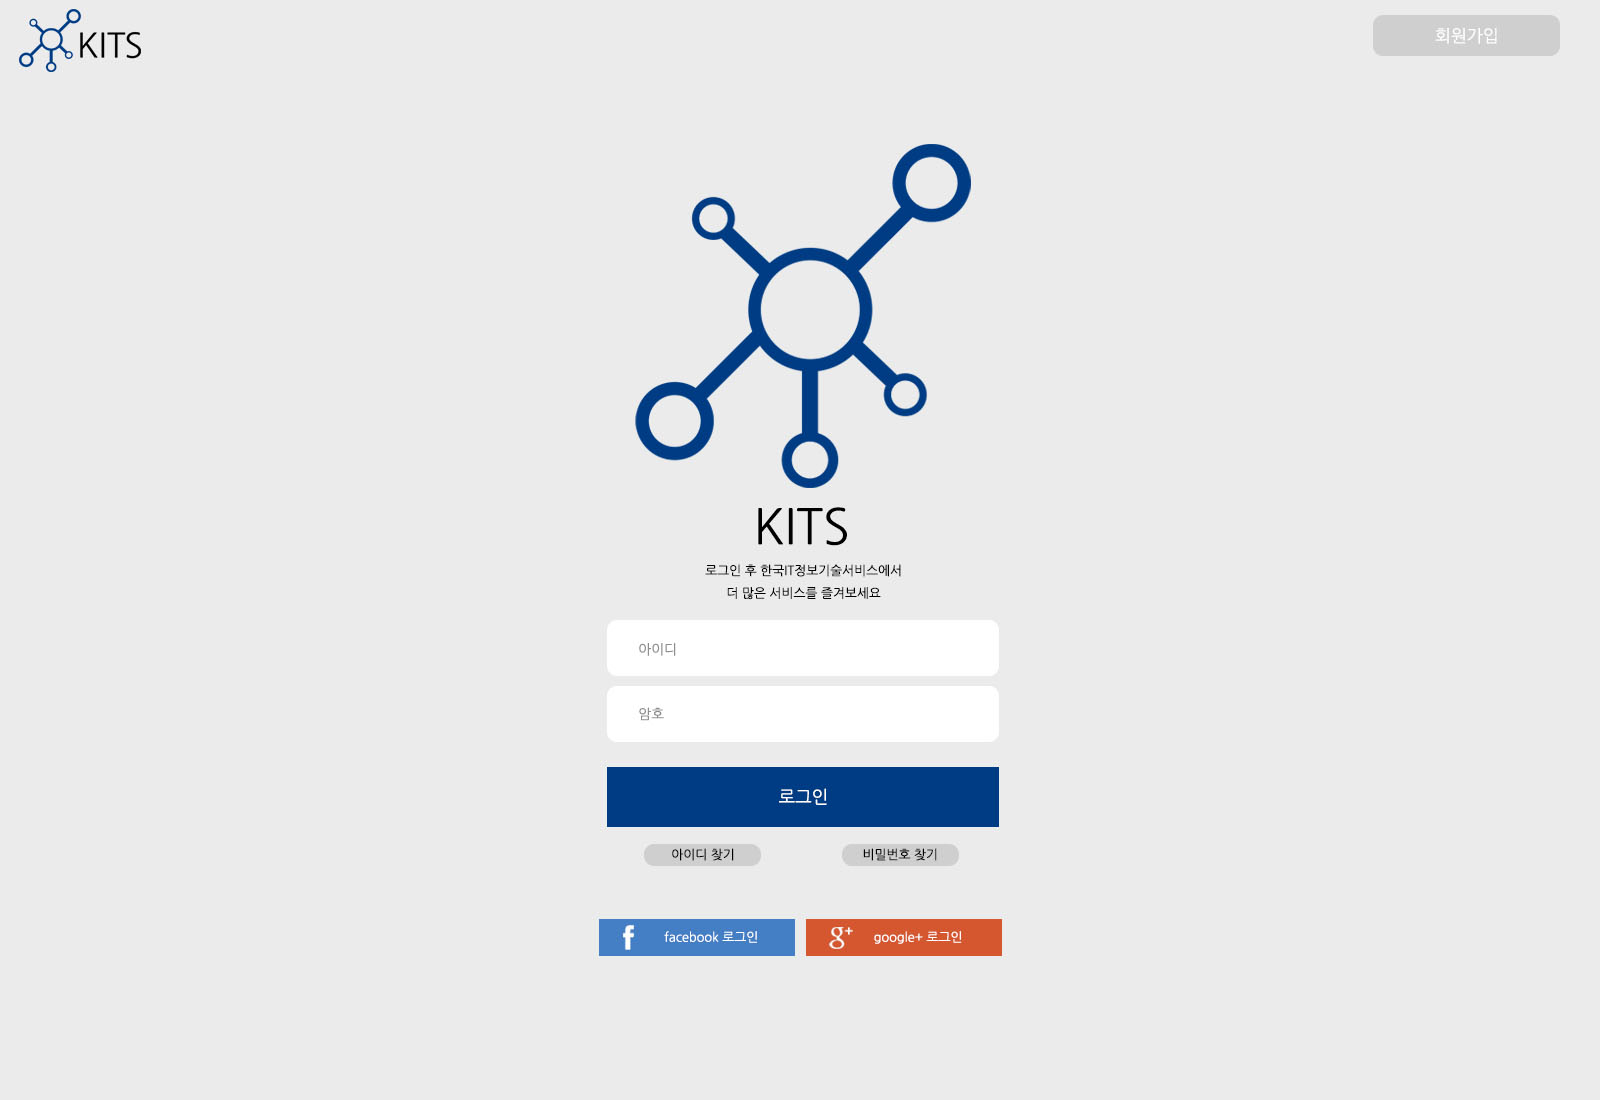 KITS
회원가입
KITS
로그인 후 한국IT정보기술서비스에서
더 많은 서비스를 즐겨보세요
아이디
암호
로그인
아이디 찾기
비밀번호 찾기
f facebook 로그인
g+ google+ 로그인